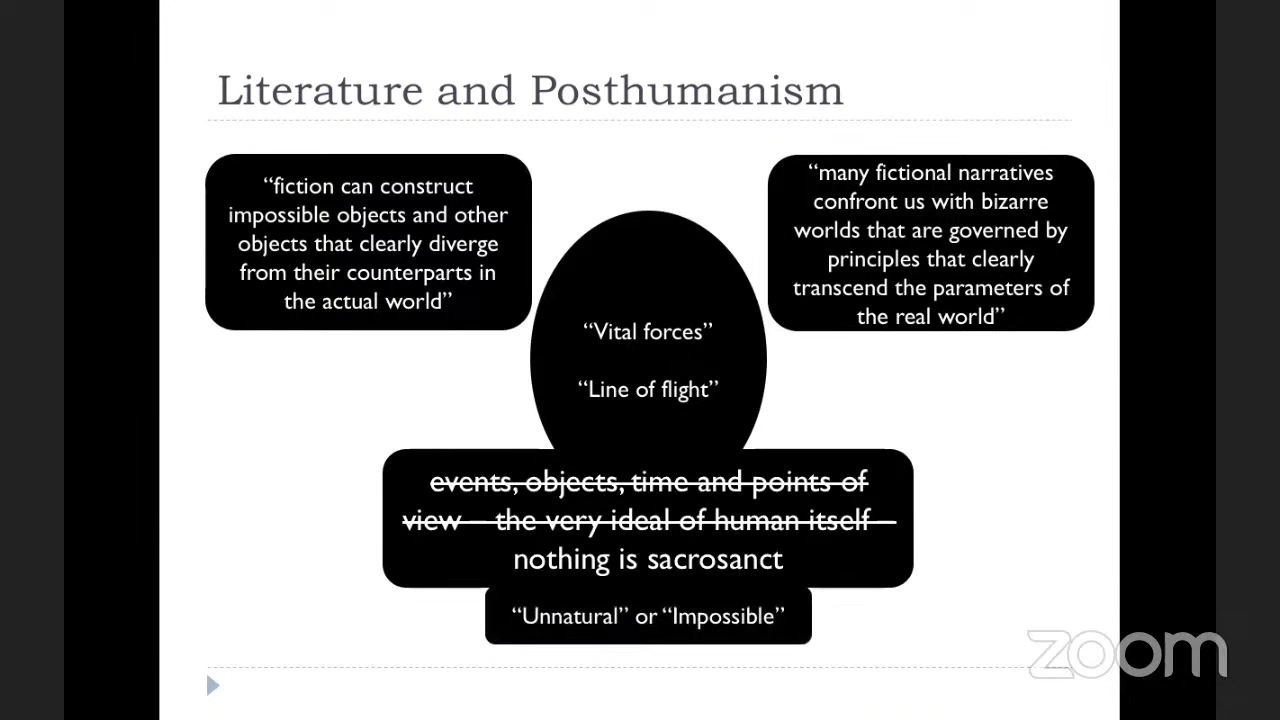 Literature and Posthumanism
“fiction can construct
impossible objects and other
objects that clearly diverge
from their counterparts in
the actual world”
“many fictional narratives
confront us with bizarre
worlds that are governed by
principles that clearly
transcend the parameters of
the real world”
“Vital forces”
“Line of flight”
events, objects, time and points of
view – the very ideal of human itself –
nothing is sacrosanct
“Unnatural” or “Impossible”
zoom